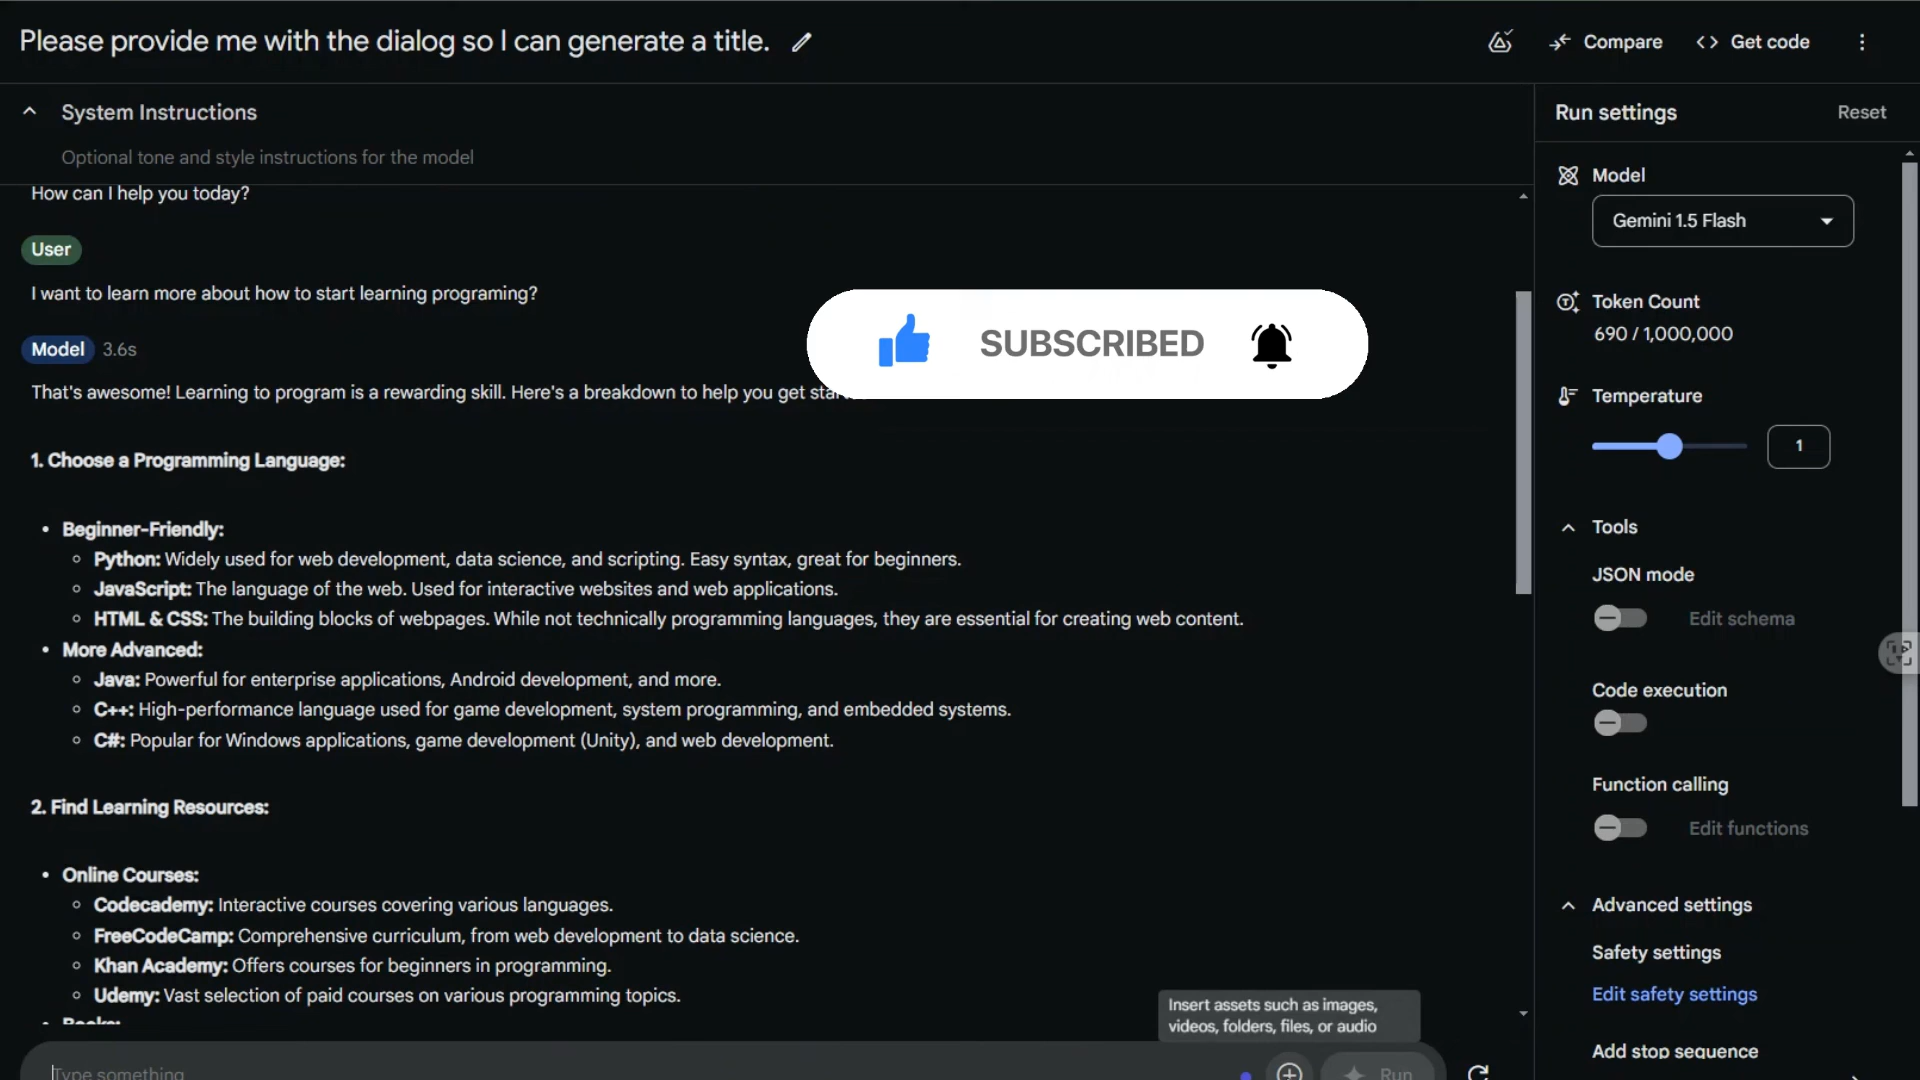 Please provide me with the dialog so I can generate a title.
Compare
Get code
System Instructions
Optional tone and style instructions for the model
How can I help you today?
User
I want to learn more about how to start learning programing?
Model 3.6s
That's awesome! Learning to program is a rewarding skill. Here's a breakdown to help you get
SUBSCRIBED
1. Choose a Programming Language:
• Beginner-Friendly:
◦ Python: Widely used for web development, data science, and scripting. Easy syntax, great for beginners.
◦ JavaScript: The language of the web. Used for interactive websites and web applications.
◦ HTML & CSS: The building blocks of webpages. While not technically programming languages, they are essential for creating web content.
• More Advanced:
◦ Java: Powerful for enterprise applications, Android development, and more.
◦ C++: High-performance language used for game development, system programming, and embedded systems.
◦ C#: Popular for Windows applications, game development (Unity), and web development.
2. Find Learning Resources:
• Online Courses:
◦ Codecademy: Interactive courses covering various languages.
◦ FreeCodeCamp: Comprehensive curriculum, from web development to data science.
◦ Khan Academy: Offers courses for beginners in programming.
◦ Udemy: Vast selection of paid courses on various programming topics.
• Books:
Insert assets such as images,
videos, folders, files, or audio
Type something
Run
Run settings
Reset
Model
Gemini 1.5 Flash
Token Count
690 / 1,000,000
Temperature
1
Tools
JSON mode
Edit schema
Code execution
Function calling
Edit functions
Advanced settings
Safety settings
Edit safety settings
Add stop sequence